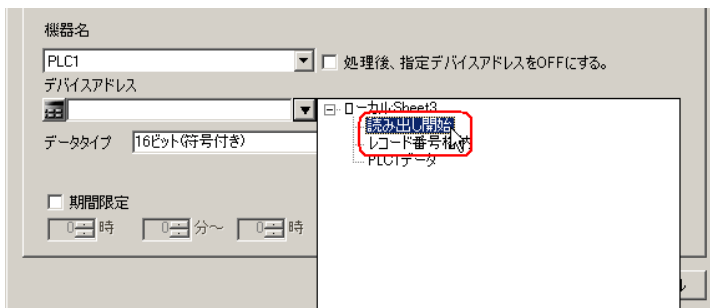 機器名
PLC1
処理後、指定デバイスアドレスをOFFにする。
デバイスアドレス
ローカル:Sheet3
読み出し開始
データタイプ
16ビット(符号付き)
レコード番号格納
PLC1データ
期間限定
0 時 0 分~ 0 時
ル